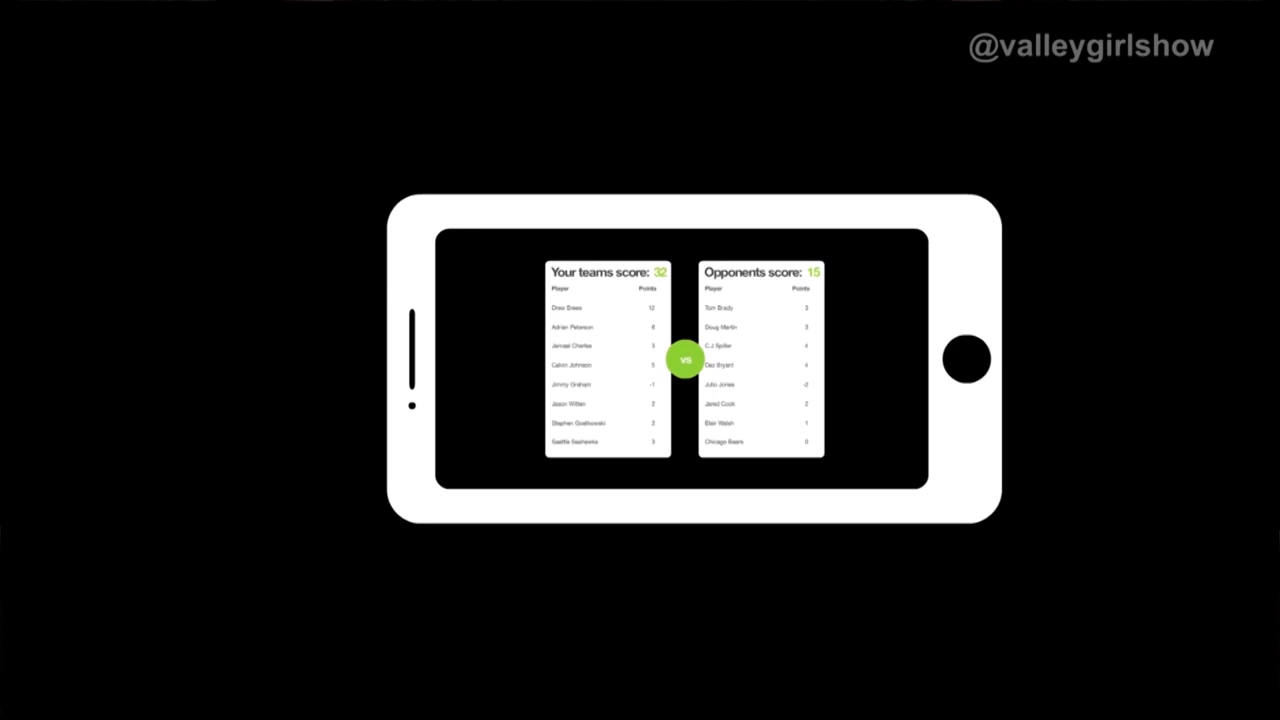 @valleygirlshow
Your teams score: 32
Player Points
Drew Brees 12
Adrian Peterson 6
Jamaal Charles 3
Calvin Johnson 5
Jimmy Graham -1
Jason Witten 2
Stephen Gostkowski 2
Seattle Seahawks 3
vs
Opponents score: 15
Player Points
Tom Brady 3
Doug Martin 3
C.J Spiller 4
Dez Bryant 4
Julio Jones -2
Jared Cook 2
Blair Walsh 1
Chicago Bears 0